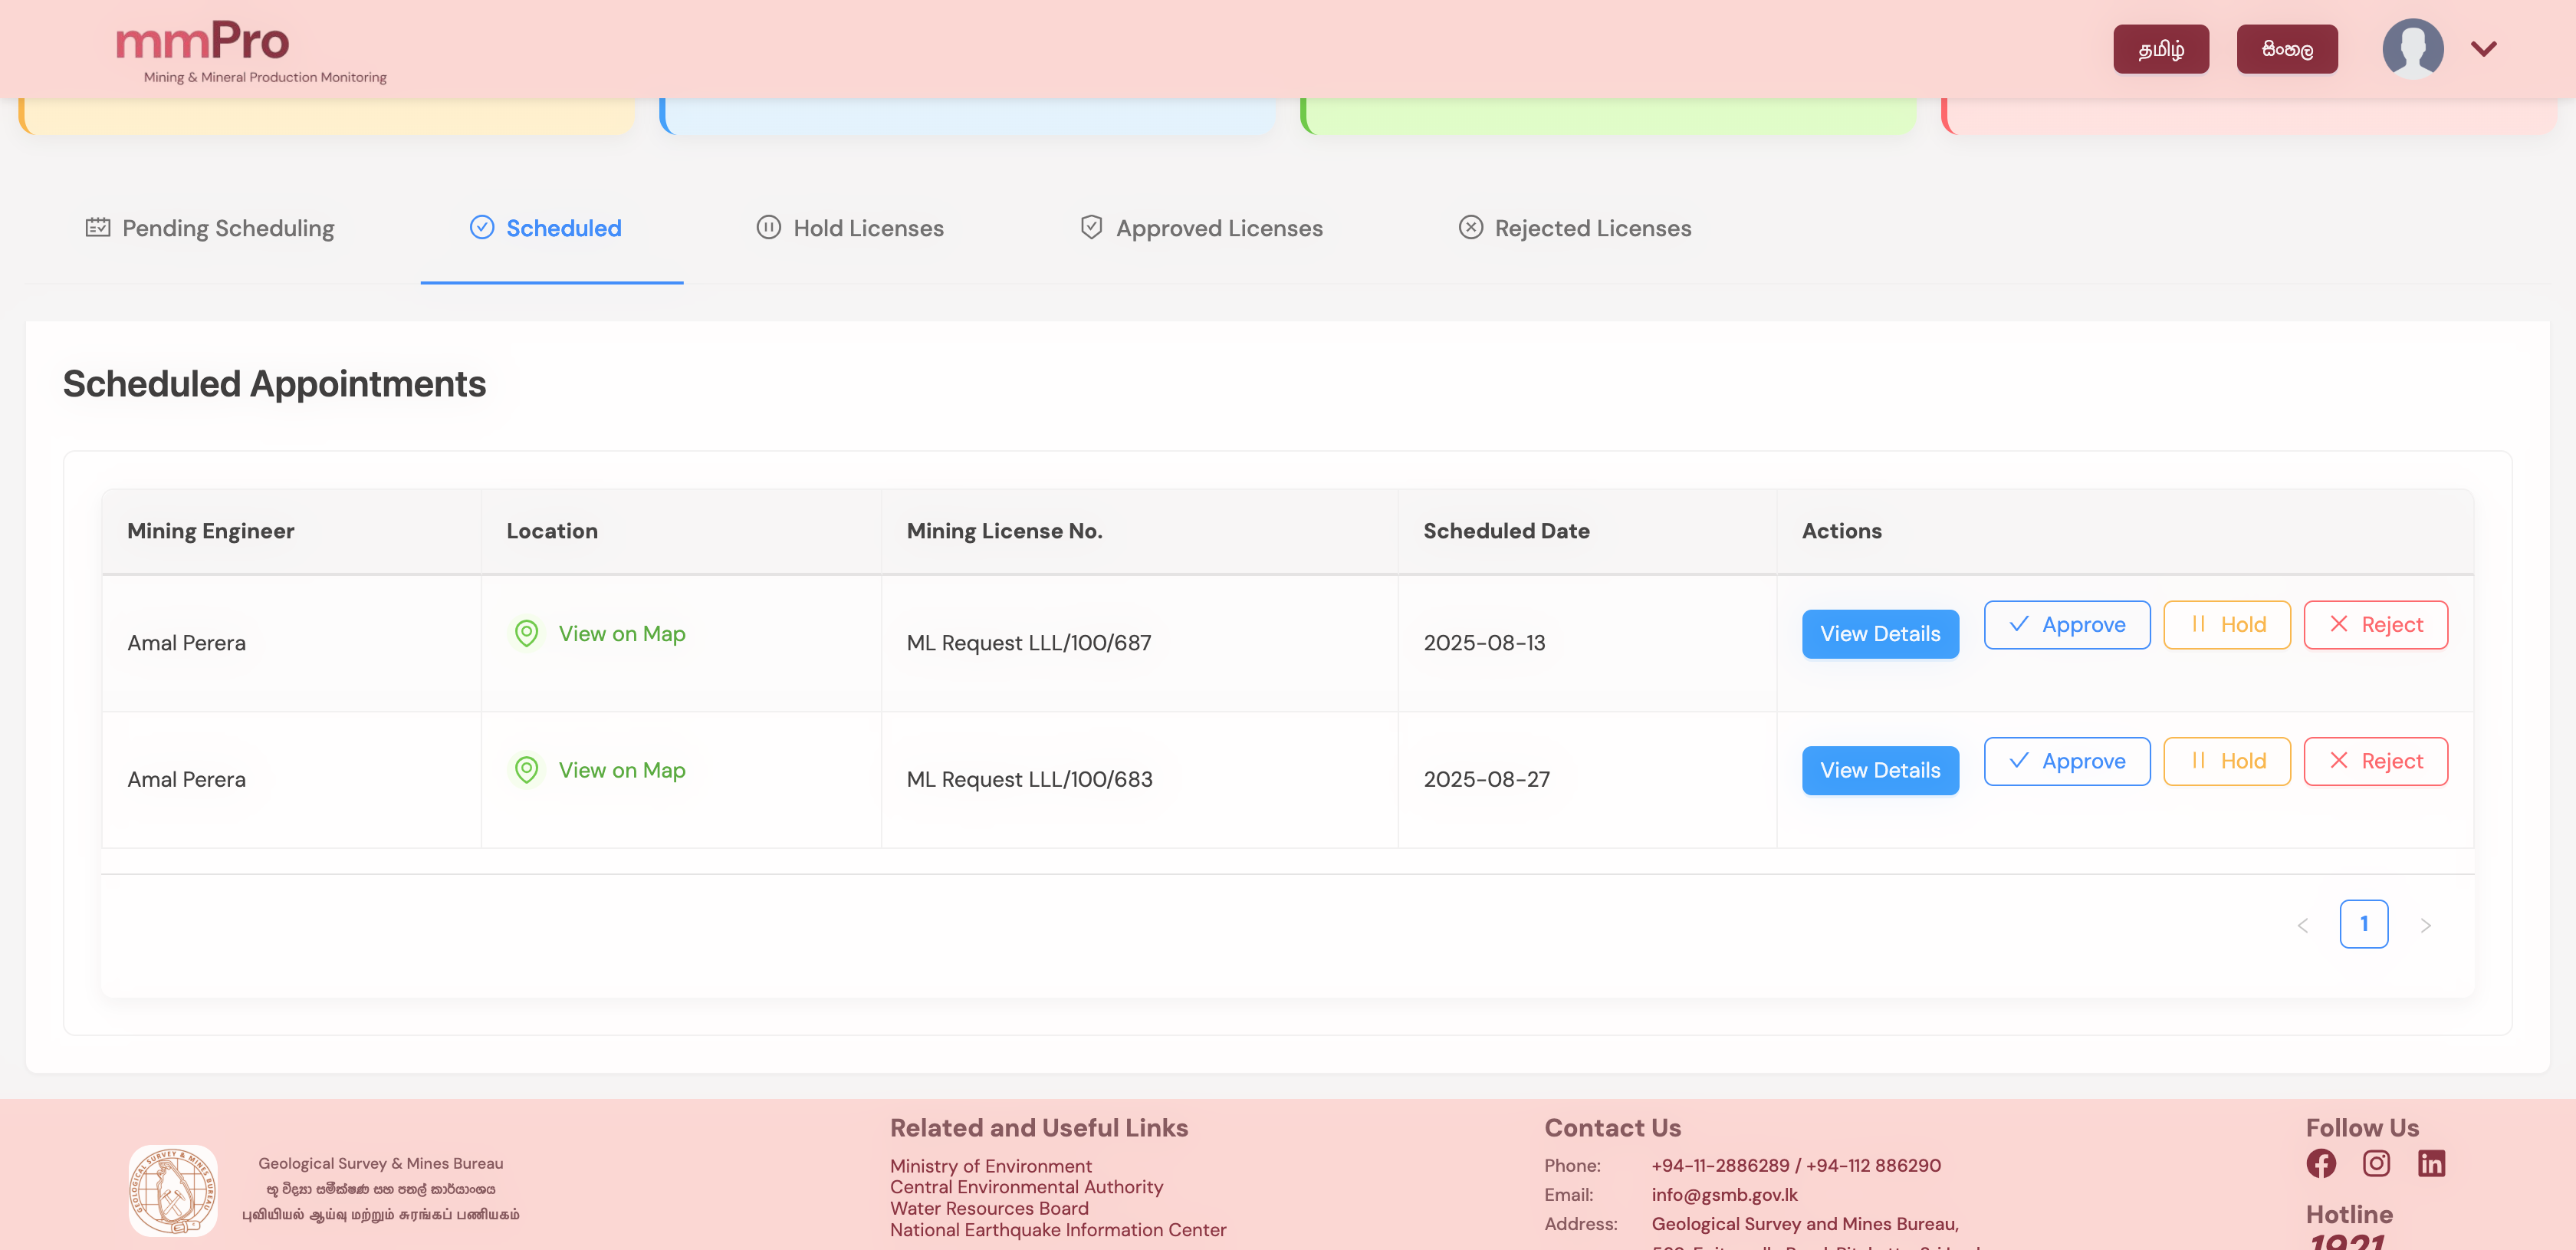 mmPro
Mining & Mineral Production Monitoring
தமிழ்
සිංහල
Pending Scheduling
Scheduled
Hold Licenses
Approved Licenses
Rejected Licenses
Scheduled Appointments
Mining Engineer Location Mining License No. Scheduled Date Actions
Amal Perera View on Map ML Request LLL/100/687 2025-08-13 View Details Approve Hold Reject
Amal Perera View on Map ML Request LLL/100/683 2025-08-27 View Details Approve Hold Reject
1
GEOLOGICAL SURVEY & MINES BUREAU
Geological Survey & Mines Bureau
භූ විද්‍යා සමීක්ෂණ සහ පතල් කාර්යාංශය
புவியியல் ஆய்வு மற்றும் சுரங்கப் பணியகம்
Related and Useful Links
Ministry of Environment
Central Environmental Authority
Water Resources Board
National Earthquake Information Center
Contact Us
Phone: +94-11-2886289 / +94-112 886290
Email: info@gsmb.gov.lk
Address: Geological Survey and Mines Bureau,
Follow Us
Hotline
1921